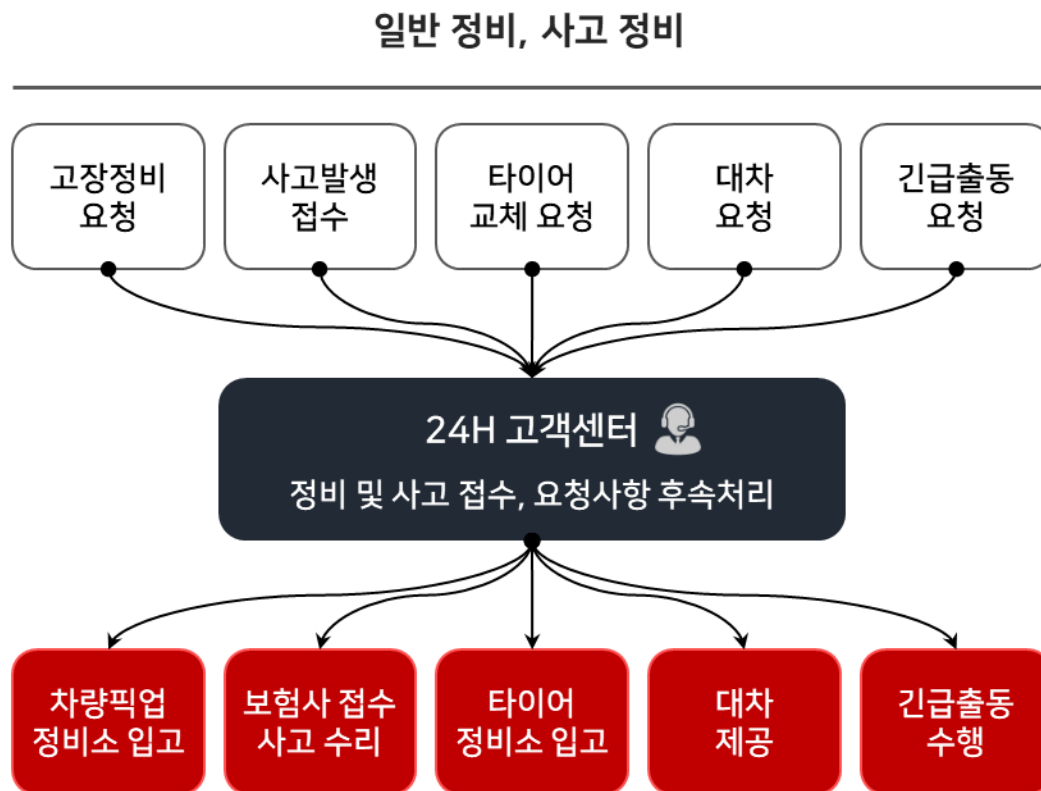 일반 정비, 사고 정비
고장정비
요청
사고발생
접수
타이어
교체 요청
대차
요청
긴급출동
요청
24H 고객센터
정비 및 사고 접수, 요청사항 후속처리
차량픽업
정비소 입고
보험사 접수
사고 수리
타이어
정비소 입고
대차
제공
긴급출동
수행